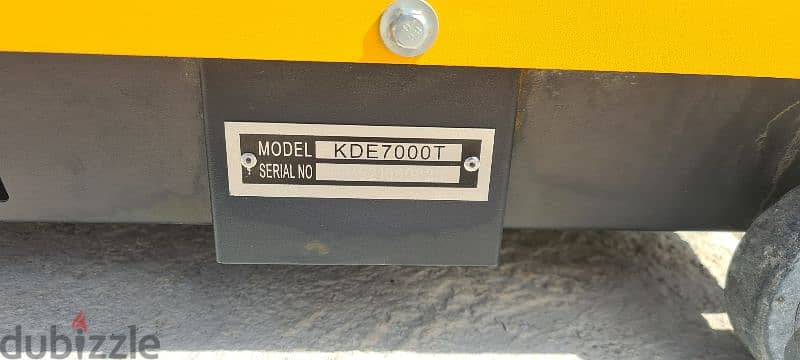 MODEL KDE7000T
SERIAL NO
dubizzle